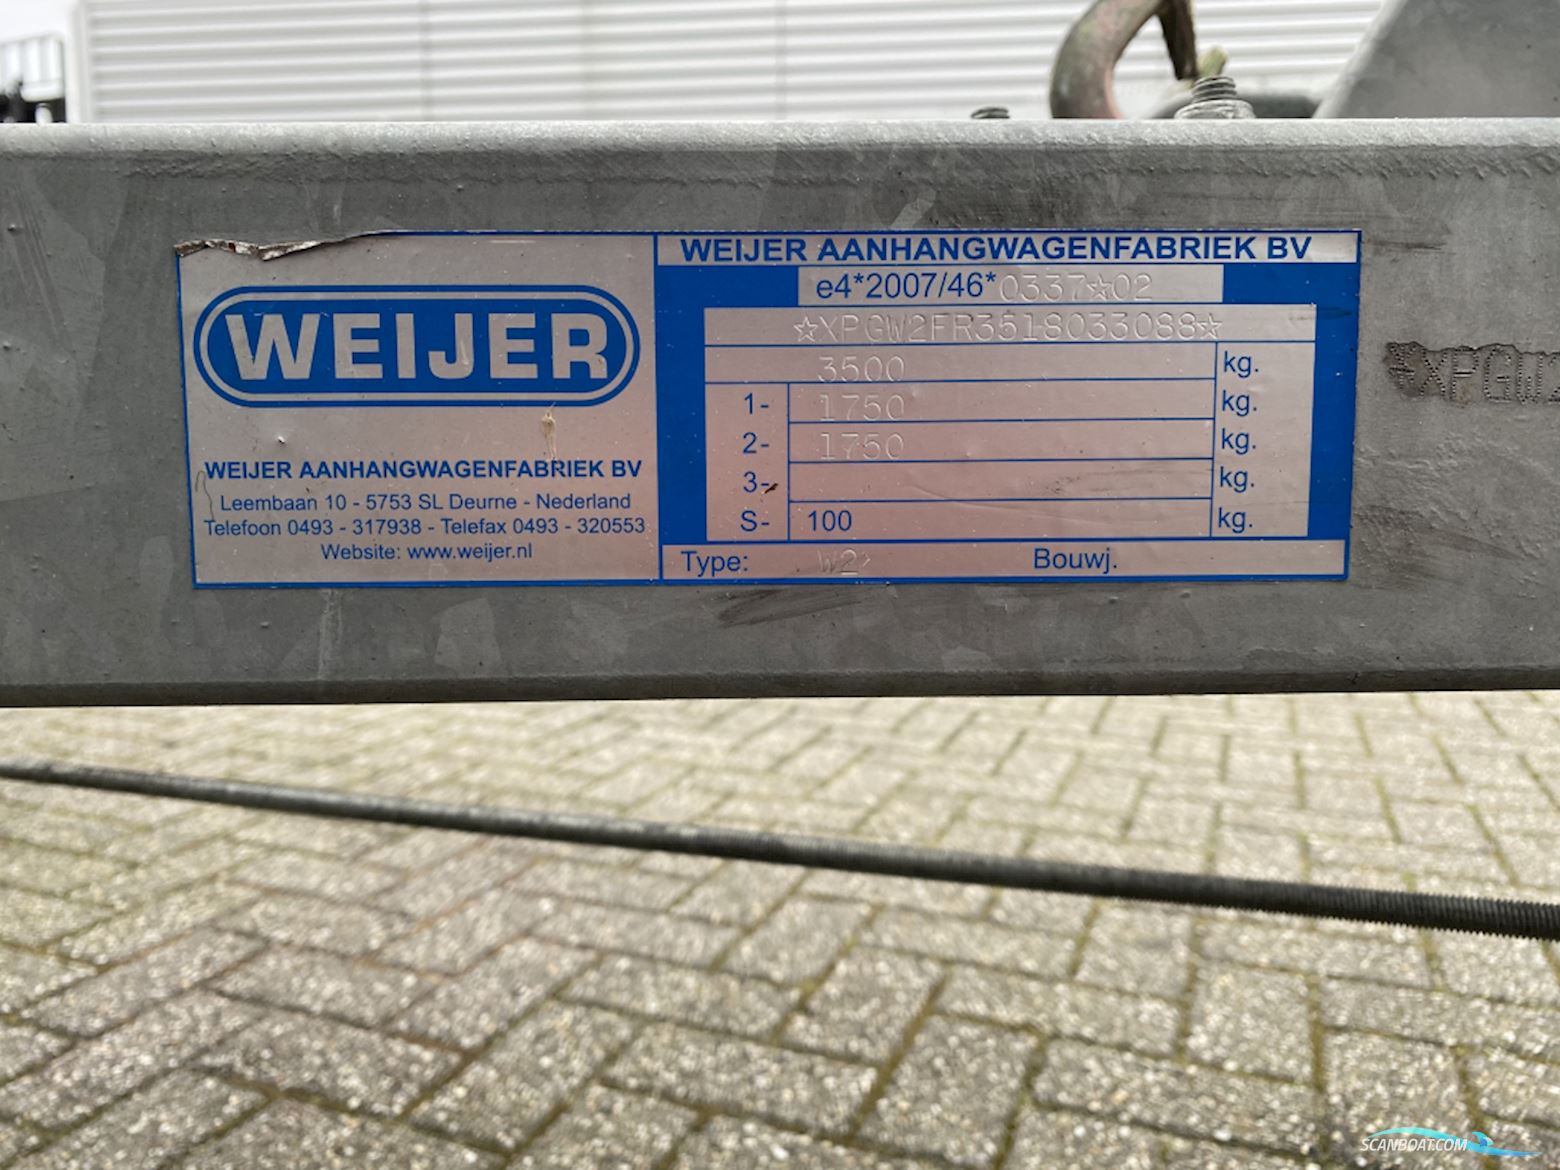 WEIJER
WEIJER AANHANGWAGENFABRIEK BV
Leembaan 10 - 5753 SL Deurne - Nederland
Telefoon 0493 - 317938 - Telefax 0493 - 320553
Website: www.weijer.nl
WEIJER AANHANGWAGENFABRIEK BV
e4*2007/46*0337☆02
☆XPGW2FR3518033088☆
3500 kg.
1- 1750 kg.
2- 1750 kg.
3- kg.
S- 100 kg.
Type: W2 Bouwj.
*XPGW2
SCANBOAT.COM